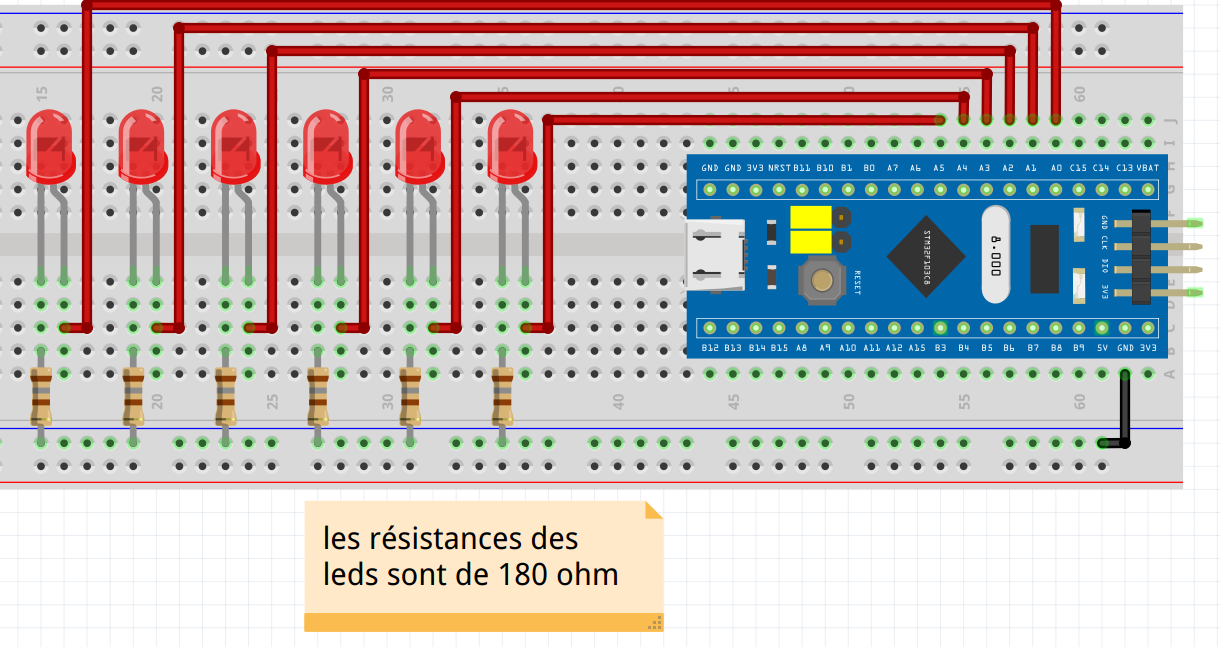 15 20 30 60 J
I
GND GND 3V3 NRST B11 B10 B1 B0 A7 A6 A5 A4 A3 A2 A1 A0 C15 C14 C13 VBAT
G
GND
CLK
DIO
3V3
STM32F103CB
8.000
RESET
C
B12 B13 B14 B15 A8 A9 A10 A11 A12 A15 B3 B4 B5 B6 B7 B8 B9 5V GND 3V3
B
A
20 25 30 40 45 50 55 60
les résistances des
leds sont de 180 ohm